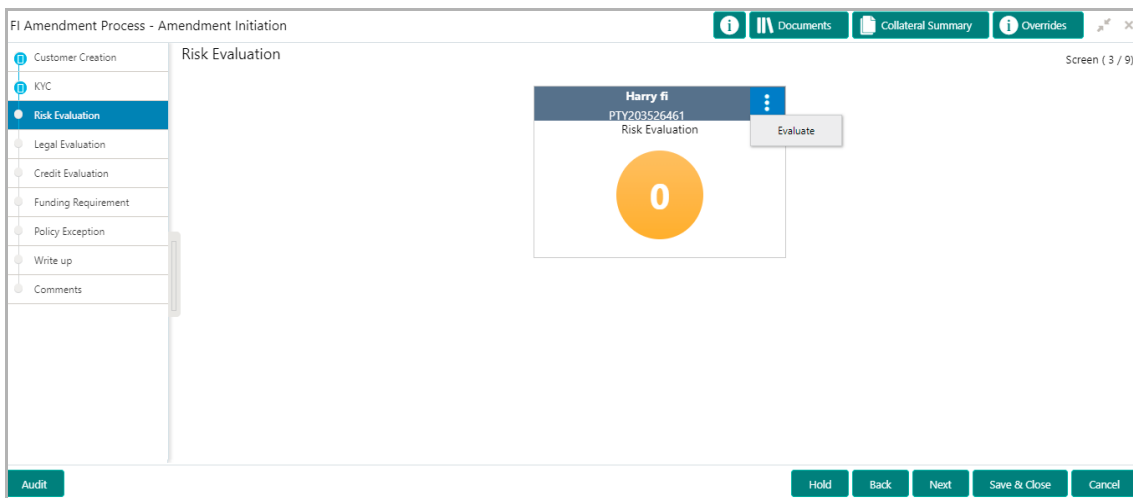 FI Amendment Process - Amendment Initiation
Documents
Collateral Summary
Overrides
Customer Creation
KYC
Risk Evaluation
Legal Evaluation
Credit Evaluation
Funding Requirement
Policy Exception
Write up
Comments
Risk Evaluation
Screen ( 3 / 9)
Harry fi
PTY203526461
Risk Evaluation
Evaluate
0
Audit
Hold
Back
Next
Save & Close
Cancel